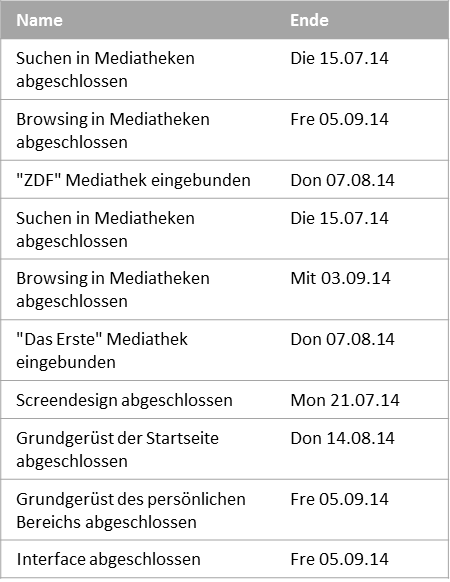 Name Ende
Suchen in Mediatheken Die 15.07.14
abgeschlossen
Browsing in Mediatheken Fre 05.09.14
abgeschlossen
"ZDF" Mediathek eingebunden Don 07.08.14
Suchen in Mediatheken Die 15.07.14
abgeschlossen
Browsing in Mediatheken Mit 03.09.14
abgeschlossen
"Das Erste" Mediathek Don 07.08.14
eingebunden
Screendesign abgeschlossen Mon 21.07.14
Grundgerüst der Startseite Don 14.08.14
abgeschlossen
Grundgerüst des persönlichen Fre 05.09.14
Bereichs abgeschlossen
Interface abgeschlossen Fre 05.09.14